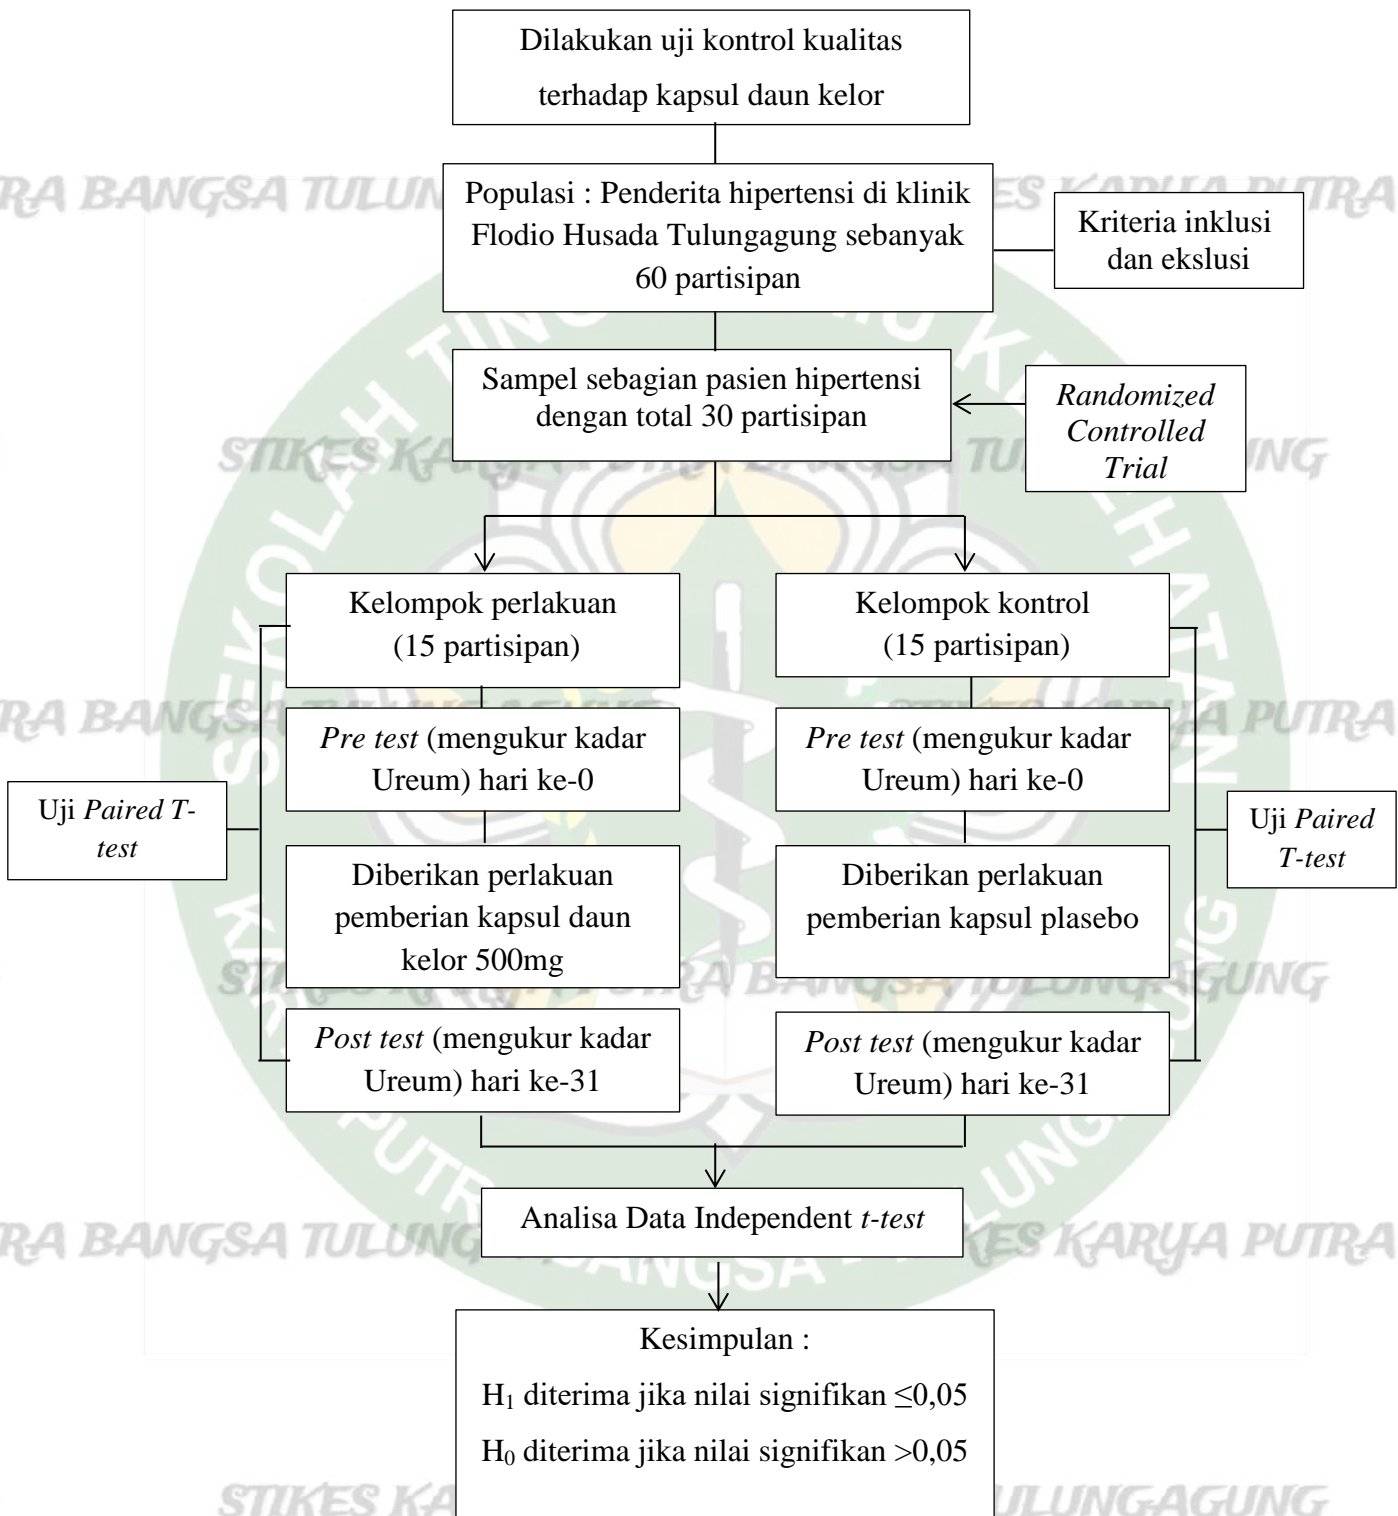 Dilakukan uji kontrol kualitas
terhadap kapsul daun kelor
Populasi : Penderita hipertensi di klinik
Flodio Husada Tulungagung sebanyak
60 partisipan
Kriteria inklusi
dan ekslusi
Sampel sebagian pasien hipertensi
dengan total 30 partisipan
Randomized
Controlled
Trial
Kelompok perlakuan
(15 partisipan)
Kelompok kontrol
(15 partisipan)
Pre test (mengukur kadar
Ureum) hari ke-0
Pre test (mengukur kadar
Ureum) hari ke-0
Uji Paired T-
test
Uji Paired
T-test
Diberikan perlakuan
pemberian kapsul daun
kelor 500mg
Diberikan perlakuan
pemberian kapsul plasebo
Post test (mengukur kadar
Ureum) hari ke-31
Post test (mengukur kadar
Ureum) hari ke-31
Analisa Data Independent t-test
Kesimpulan :
H₁ diterima jika nilai signifikan ≤0,05
H₀ diterima jika nilai signifikan >0,05